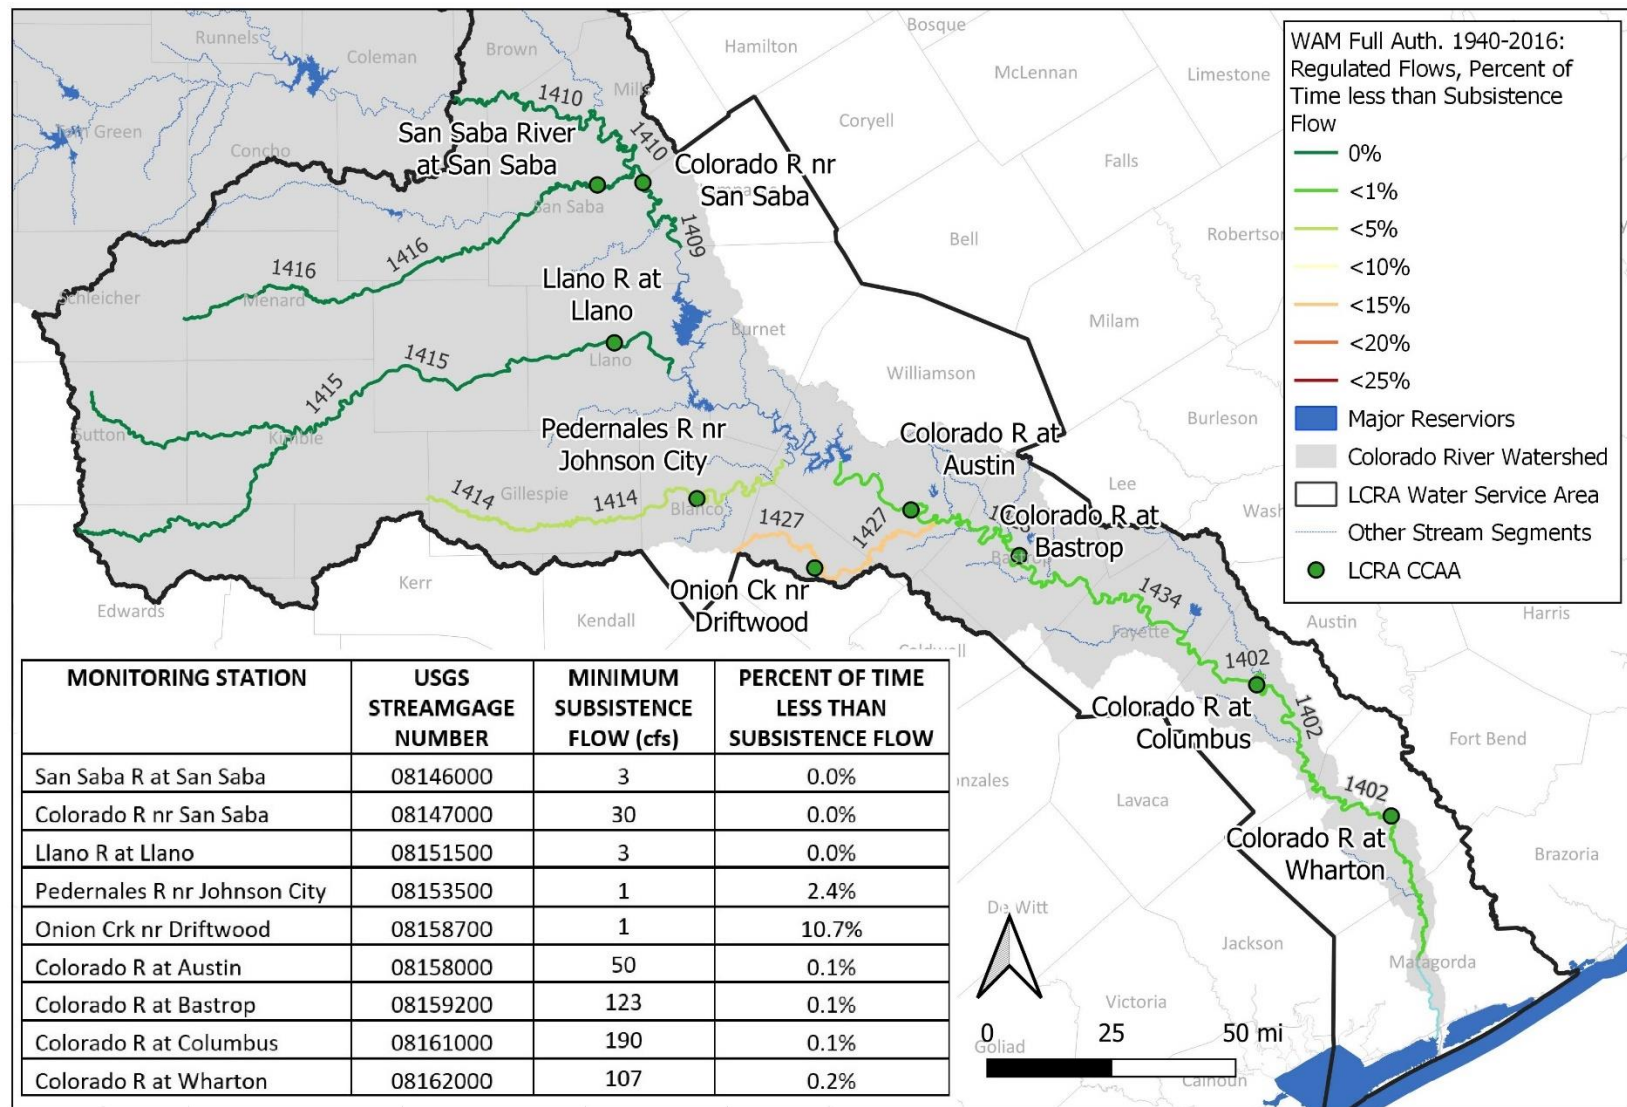 Bosque
Runnels
Hamilton
Brown
Coleman
McLennan
Limestone
Mills
1410
Coryell
Tom Green
San Saba River
at San Saba
1410
Colorado R nr
San Saba
Concho
Falls
San Saba
1409
Bell
Robertson
1416
1416
Schleicher
Menard
Llano R at
Llano
Burnet
Milam
Llano
1415
Williamson
1415
Burleson
Sutton
Kimble
Pedernales R nr
Johnson City
Colorado R at
Austin
Lee
1414
Gillespie
1414
Blanco
1427
1427
Colorado R at
Bastrop
Bastrop
Kerr
Onion Ck nr
Driftwood
1434
Edwards
Kendall
Fayette
Austin
Harris
Caldwell
1402
Colorado R at
Columbus
1402
Fort Bend
Lavaca
1402
Colorado R at
Wharton
Brazoria
De Witt
Jackson
Matagorda
Victoria
Goliad
Calhoun
0 25 50 mi
WAM Full Auth. 1940-2016:
Regulated Flows, Percent of
Time less than Subsistence
Flow
0%
<1%
<5%
<10%
<15%
<20%
<25%
Major Reserviors
Colorado River Watershed
LCRA Water Service Area
Other Stream Segments
LCRA CCAA
MONITORING STATION USGS STREAMGAGE NUMBER MINIMUM SUBSISTENCE FLOW (cfs) PERCENT OF TIME LESS THAN SUBSISTENCE FLOW
San Saba R at San Saba 08146000 3 0.0%
Colorado R nr San Saba 08147000 30 0.0%
Llano R at Llano 08151500 3 0.0%
Pedernales R nr Johnson City 08153500 1 2.4%
Onion Crk nr Driftwood 08158700 1 10.7%
Colorado R at Austin 08158000 50 0.1%
Colorado R at Bastrop 08159200 123 0.1%
Colorado R at Columbus 08161000 190 0.1%
Colorado R at Wharton 08162000 107 0.2%